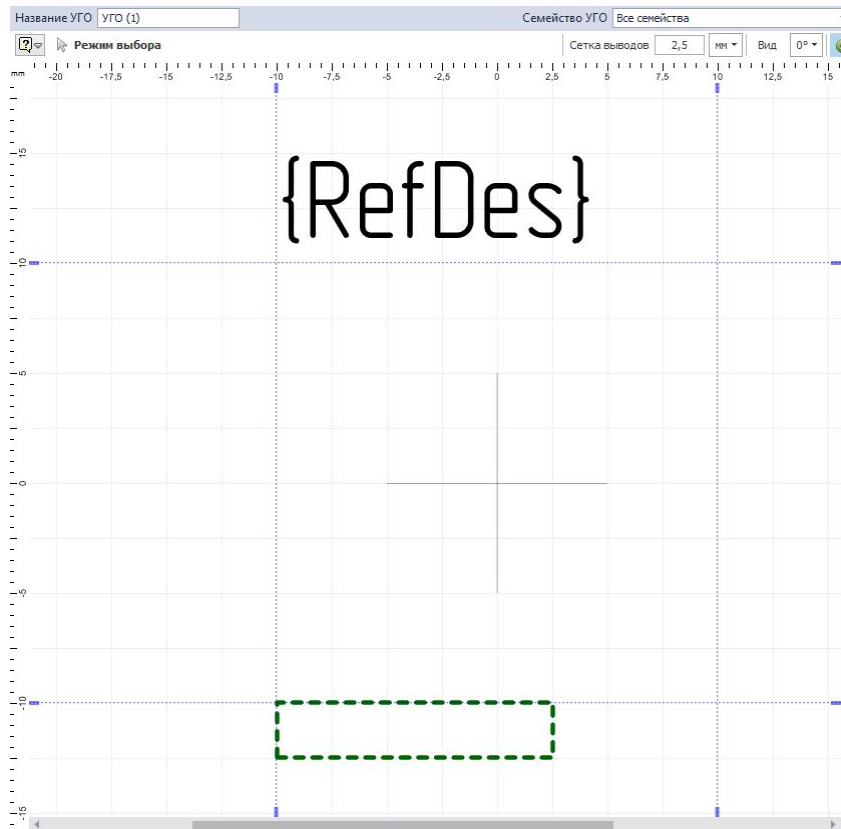 Название УГО УГО (1) Семейство УГО Все семейства
Режим выбора Сетка выводов 2,5 мм Вид 0°
mm -20 -17,5 -15 -12,5 -10 -7,5 -5 -2,5 0 2,5 5 7,5 10 12,5 15
15
{RefDes}
10
5
0
-5
-10
-15